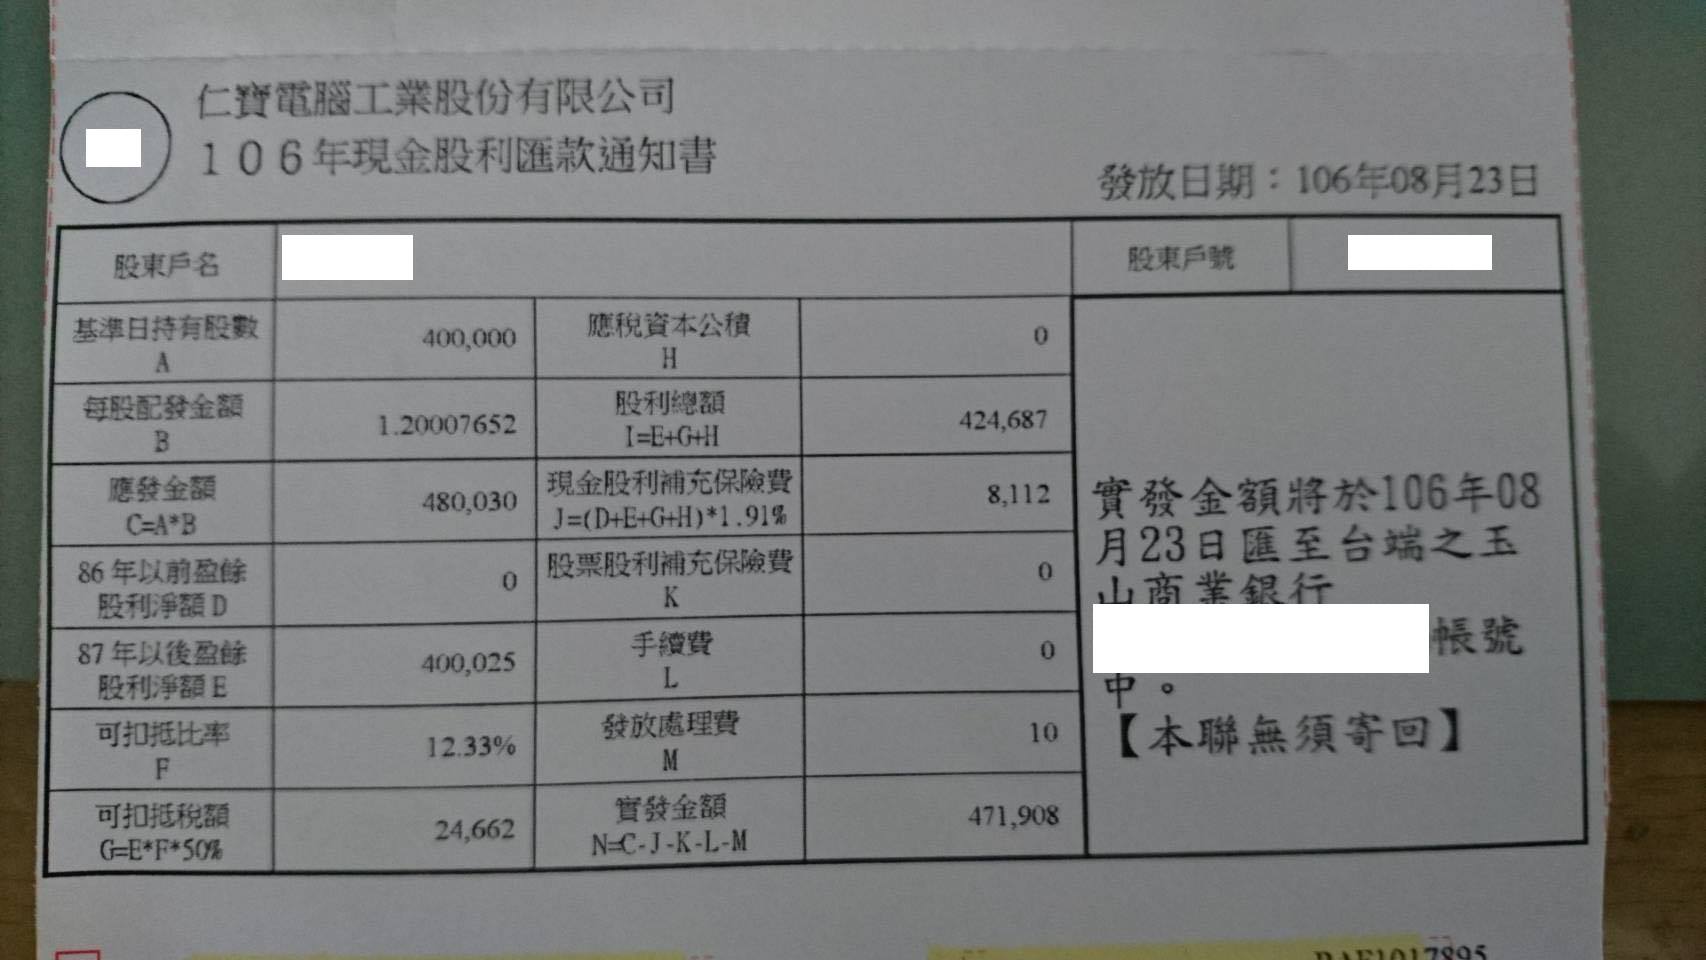 仁寶電腦工業股份有限公司
106年現金股利匯款通知書
發放日期：106年08月23日
股東戶名
股東戶號
基準日持有股數
A
400,000
應稅資本公積
H
0
每股配發金額
B
1.20007652
股利總額
I=E+G+H
424,687
應發金額
C=A*B
480,030
現金股利補充保險費
J=(D+E+G+H)*1.91%
8,112
86年以前盈餘
股利淨額D
0
股票股利補充保險費
K
0
87年以後盈餘
股利淨額E
400,025
手續費
L
0
可扣抵比率
F
12.33%
發放處理費
M
10
可扣抵稅額
G=E*F*50%
24,662
實發金額
N=C-J-K-L-M
471,908
實發金額將於106年08
月23日匯至台端之玉
山商業銀行
帳號
中。
【本聯無須寄回】